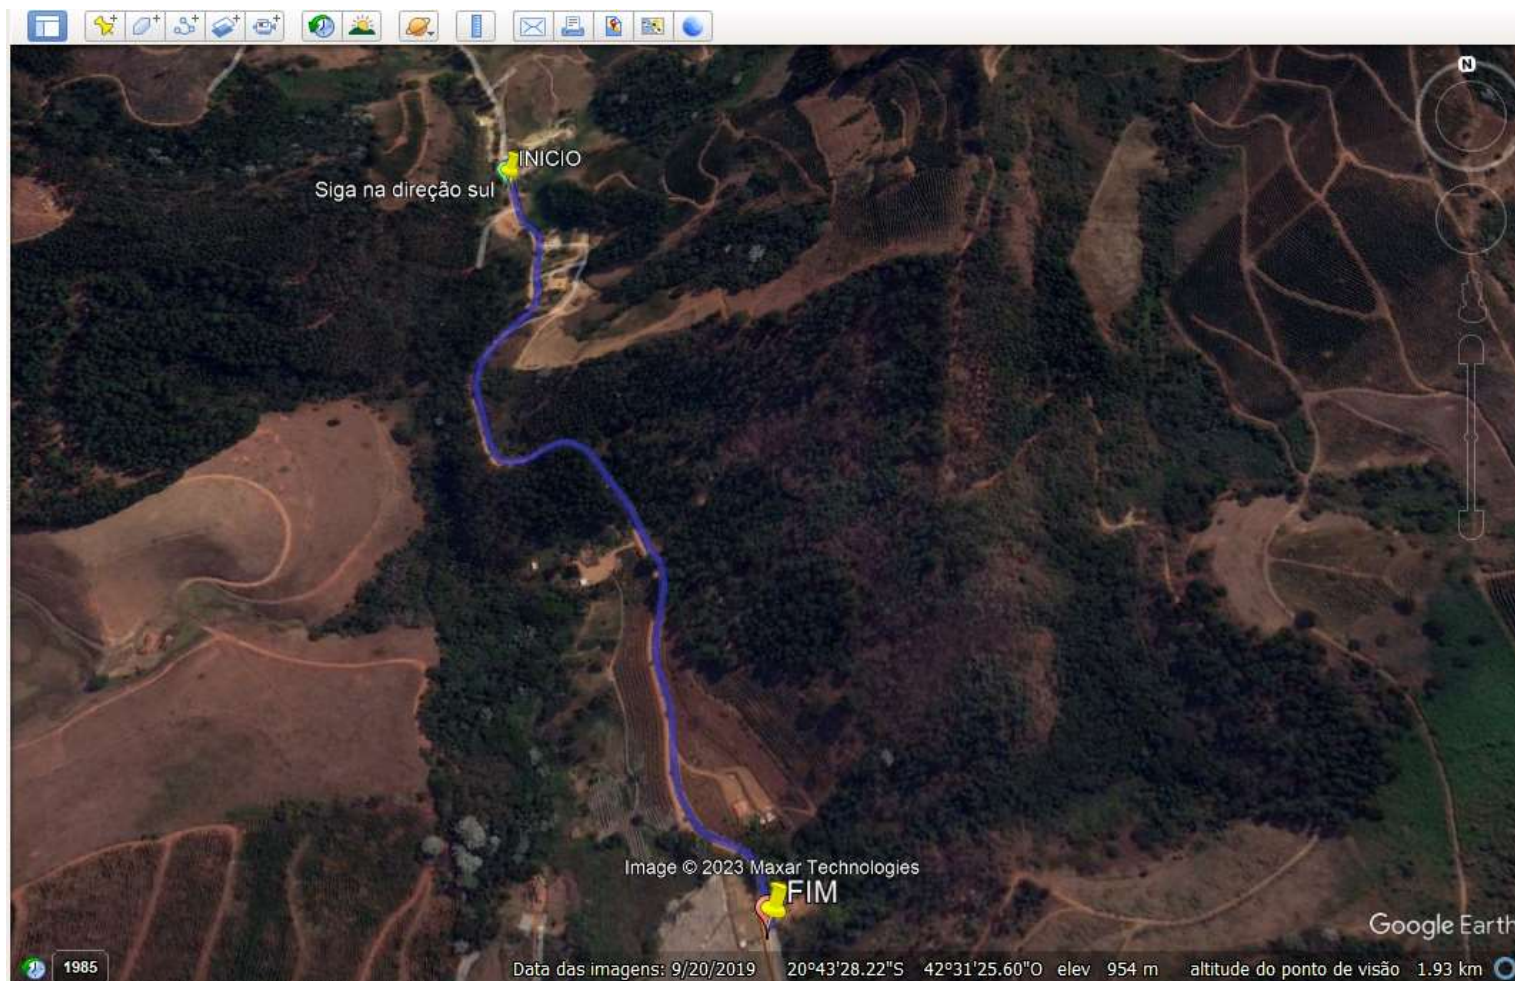 N
INICIO
Siga na direção sul
Image © 2023 Maxar Technologies
FIM
Google Earth
1985
Data das imagens: 9/20/2019 20°43'28.22"S 42°31'25.60"O elev 954 m altitude do ponto de visão 1.93 km